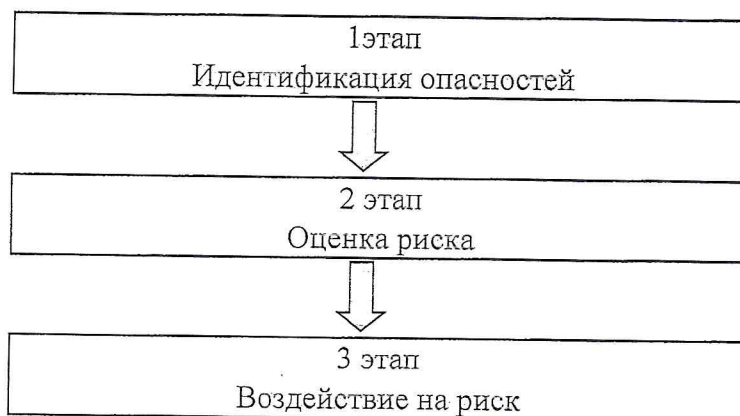 1этап
Идентификация опасностей
2 этап
Оценка риска
3 этап
Воздействие на риск